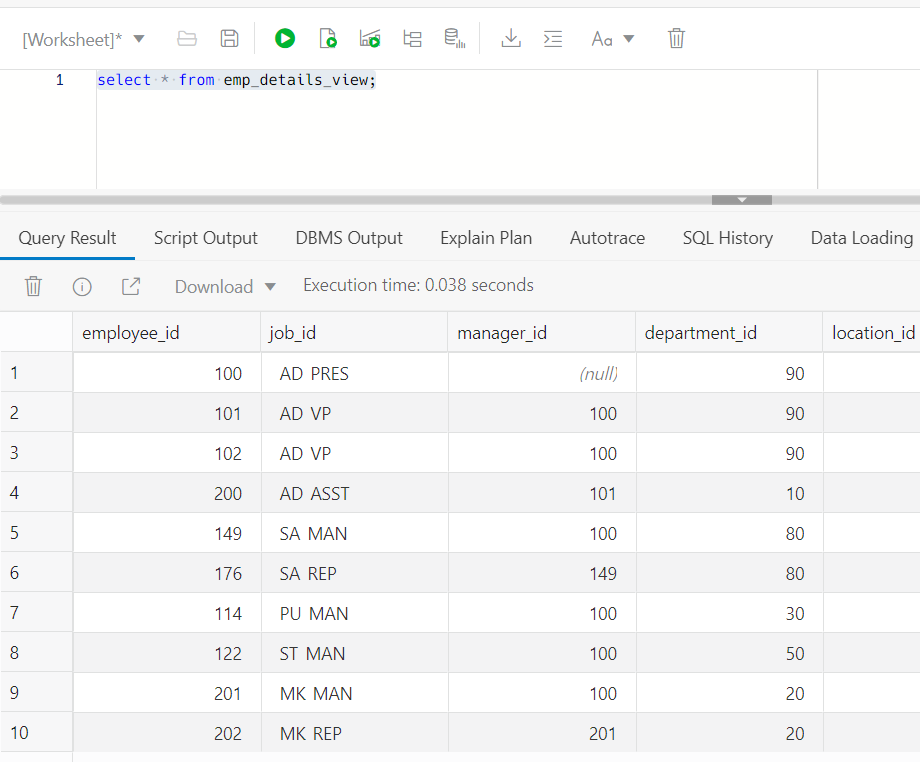 [Worksheet]* Aa
1 select * from emp_details_view;
Query Result Script Output DBMS Output Explain Plan Autotrace SQL History Data Loading
Download Execution time: 0.038 seconds
employee_id job_id manager_id department_id location_id
1 100 AD PRES (null) 90
2 101 AD VP 100 90
3 102 AD VP 100 90
4 200 AD ASST 101 10
5 149 SA MAN 100 80
6 176 SA REP 149 80
7 114 PU MAN 100 30
8 122 ST MAN 100 50
9 201 MK MAN 100 20
10 202 MK REP 201 20